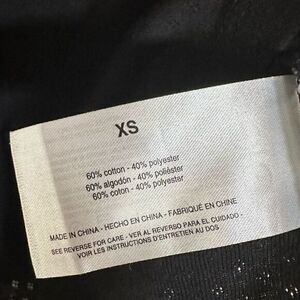 XS
60% cotton - 40% polyester
60% algodón - 40% poliéster
60% coton - 40% polyester
MADE IN CHINA - HECHO EN CHINA - FABRIQUÉ EN CHINE
SEE REVERSE FOR CARE - VER AL REVERSO PARA EL CUIDADO -
VOIR LES INSTRUCTIONS D'ENTRETIEN AU DOS